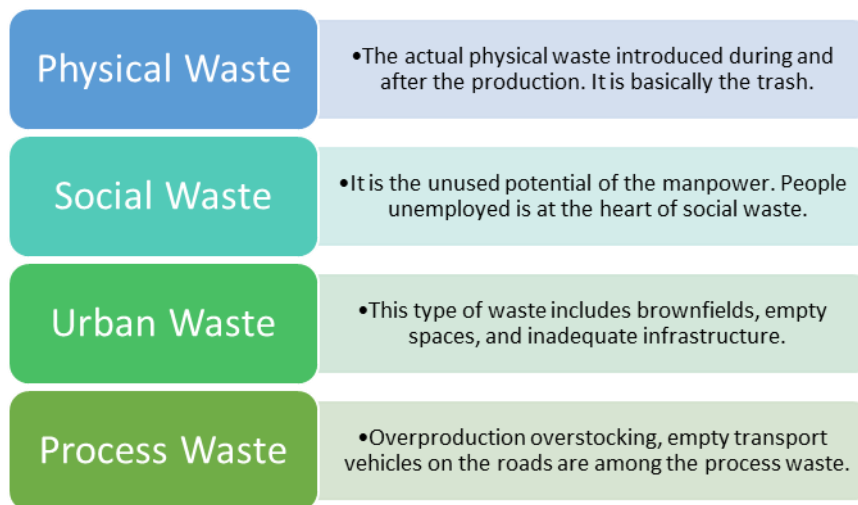 Physical Waste
•The actual physical waste introduced during and
after the production. It is basically the trash.
Social Waste
•It is the unused potential of the manpower. People
unemployed is at the heart of social waste.
Urban Waste
•This type of waste includes brownfields, empty
spaces, and inadequate infrastructure.
Process Waste
•Overproduction overstocking, empty transport
vehicles on the roads are among the process waste.